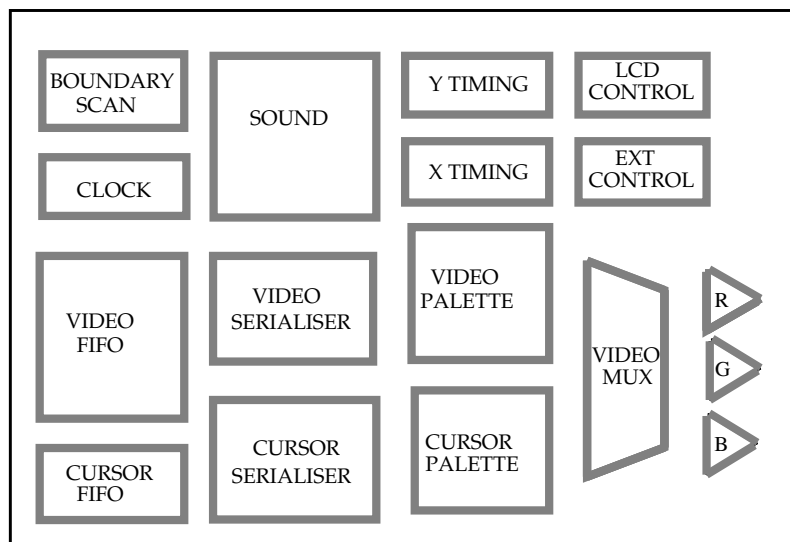 BOUNDARY
SCAN
SOUND
Y TIMING
LCD
CONTROL
CLOCK
X TIMING
EXT
CONTROL
VIDEO
FIFO
VIDEO
SERIALISER
VIDEO
PALETTE
VIDEO
MUX
R
G
B
CURSOR
FIFO
CURSOR
SERIALISER
CURSOR
PALETTE